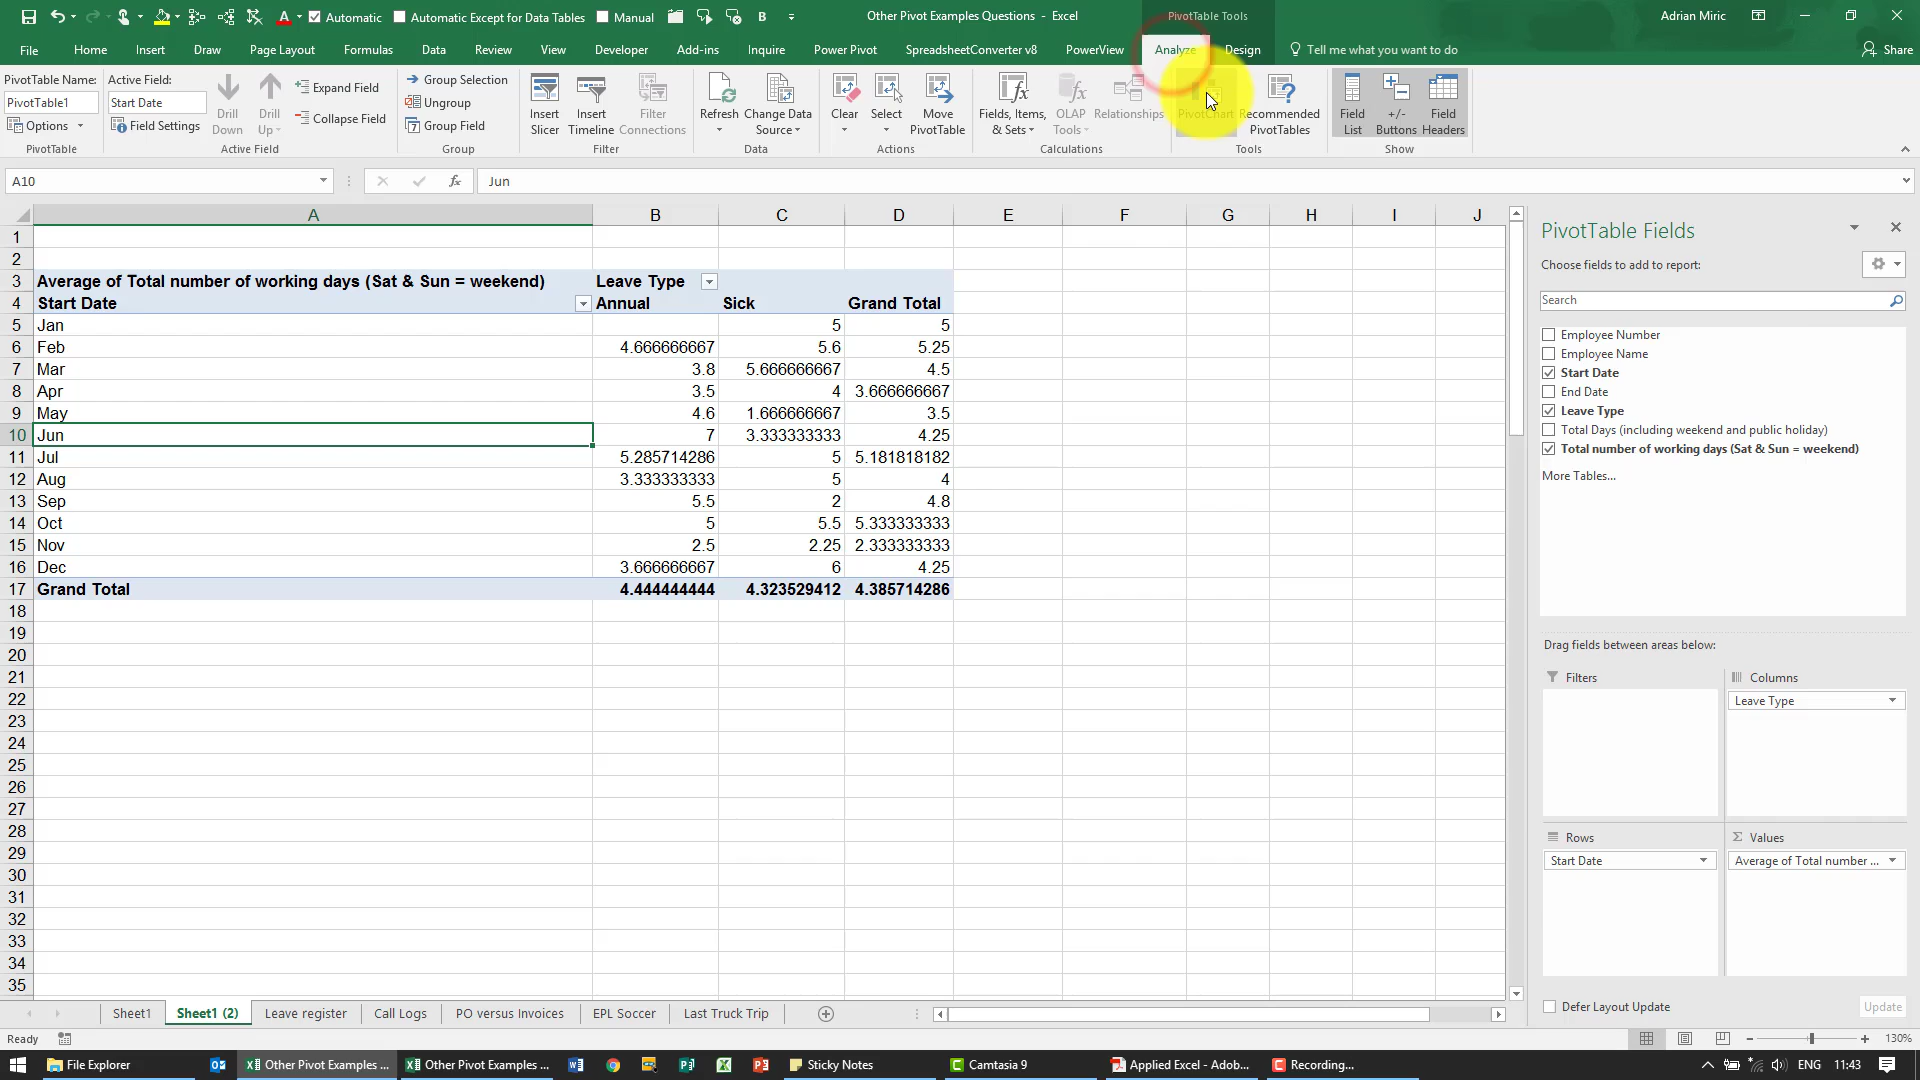 Automatic Automatic Except for Data Tables Manual B Other Pivot Examples Questions - Excel PivotTable Tools Adrian Miric
File Home Insert Draw Page Layout Formulas Data Review View Developer Add-ins Inquire Power Pivot SpreadsheetConverter v8 PowerView Analyze Design Tell me what you want to do Share
PivotTable Name:
PivotTable1
Options
PivotTable
Active Field:
Start Date
Field Settings
Drill Down
Drill Up
Expand Field
Collapse Field
Active Field
Group Selection
Ungroup
Group Field
Group
Insert Slicer
Insert Timeline
Filter Connections
Filter
Refresh
Change Data Source
Data
Clear
Select
Move PivotTable
Actions
Fields, Items, & Sets
OLAP Tools
Relationships
Calculations
PivotChart
Recommended PivotTables
Tools
Field List
+/- Buttons
Field Headers
Show
A10 fx Jun
A B C D E F G H I J
1
2
3 Average of Total number of working days (Sat & Sun = weekend) Leave Type
4 Start Date Annual Sick Grand Total
5 Jan 5 5
6 Feb 4.666666667 5.6 5.25
7 Mar 3.8 5.666666667 4.5
8 Apr 3.5 4 3.666666667
9 May 4.6 1.666666667 3.5
10 Jun 7 3.333333333 4.25
11 Jul 5.285714286 5 5.181818182
12 Aug 3.333333333 5 4
13 Sep 5.5 2 4.8
14 Oct 5 5.5 5.333333333
15 Nov 2.5 2.25 2.333333333
16 Dec 3.666666667 6 4.25
17 Grand Total 4.444444444 4.323529412 4.385714286
18
19
20
21
22
23
24
25
26
27
28
29
30
31
32
33
34
35
PivotTable Fields
Choose fields to add to report:
Search
Employee Number
Employee Name
Start Date
End Date
Leave Type
Total Days (including weekend and public holiday)
Total number of working days (Sat & Sun = weekend)
More Tables...
Drag fields between areas below:
Filters
Columns
Leave Type
Rows
Start Date
Values
Average of Total number ...
Defer Layout Update Update
Sheet1 Sheet1 (2) Leave register Call Logs PO versus Invoices EPL Soccer Last Truck Trip
Ready 130%
File Explorer Other Pivot Examples ... Other Pivot Examples ... Sticky Notes Camtasia 9 Applied Excel - Adob... Recording... ENG 11:43